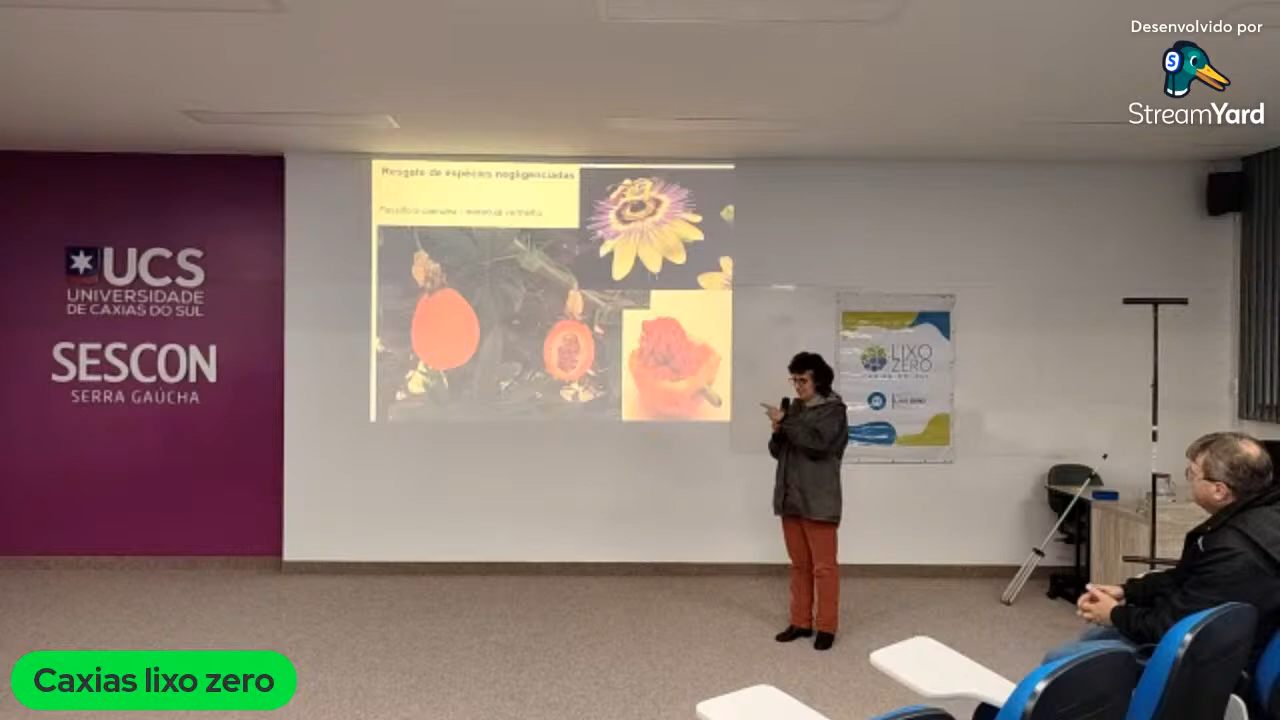 Desenvolvido por
StreamYard
Resgate de espécies negligenciadas
UCS
UNIVERSIDADE
DE CAXIAS DO SUL
SESCON
SERRA GAÚCHA
LIXO
ZERO
Caxias lixo zero